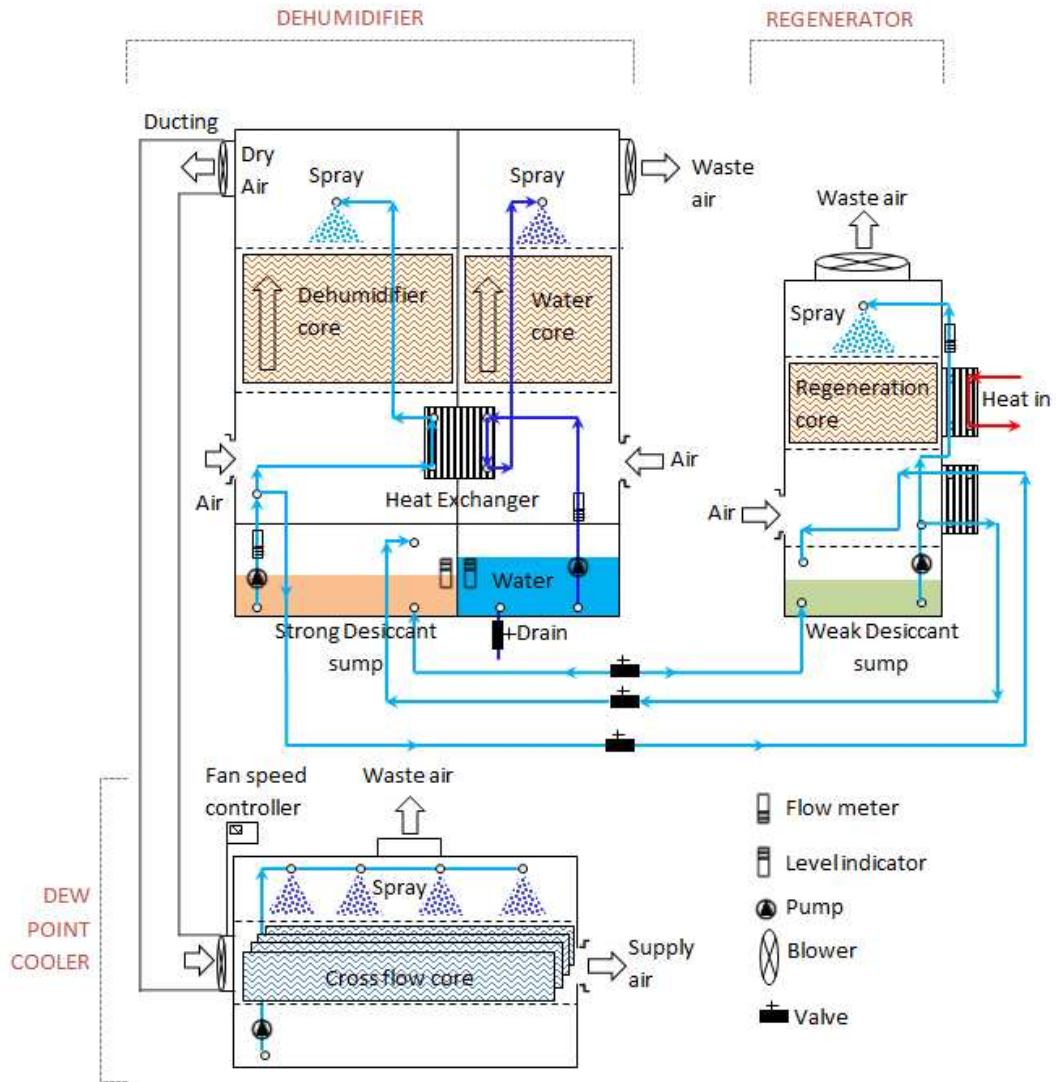 DEHUMIDIFIER
REGENERATOR
Ducting
Dry
Air
Spray
Spray
Waste
air
Waste air
Dehumidifier
core
Water
core
Spray
Regeneration
core
Heat in
Air
Heat Exchanger
Air
Air
Water
Strong Desiccant
sump
+Drain
Weak Desiccant
sump
Fan speed
controller
Waste air
Spray
DEW
POINT
COOLER
Cross flow core
Supply
air
Flow meter
Level indicator
Pump
Blower
Valve